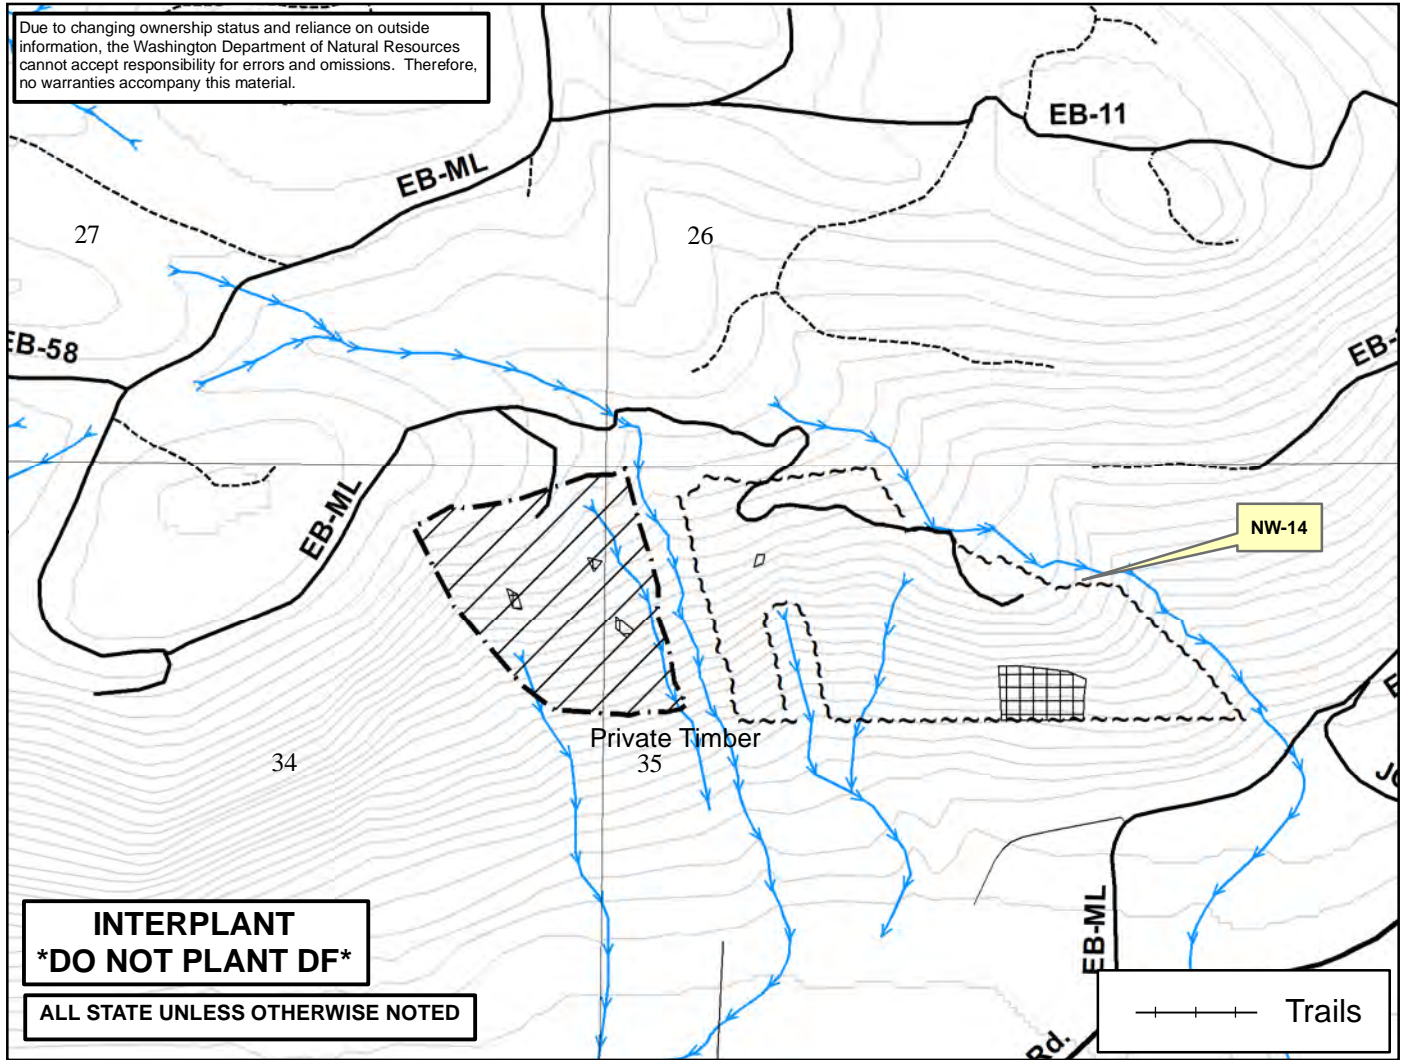 Due to changing ownership status and reliance on outside
information, the Washington Department of Natural Resources
cannot accept responsibility for errors and omissions.  Therefore,
no warranties accompany this material.
EB-11
EB-ML
27
26
EB-58
EB-
EB-ML
NW-14
Private Timber
34
35
EB-ML
INTERPLANT
*DO NOT PLANT DF*
ALL STATE UNLESS OTHERWISE NOTED
Trails
Rd.